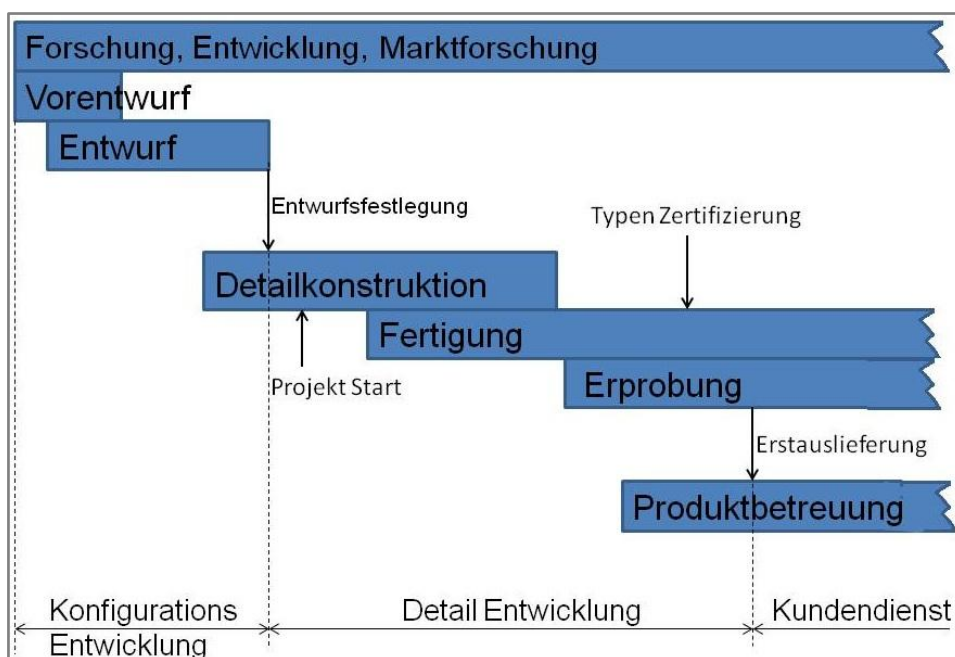 Forschung, Entwicklung, Marktforschung
Vorentwurf
Entwurf
Entwurfsfestlegung
Typen Zertifizierung
Detailkonstruktion
Fertigung
Projekt Start
Erprobung
Erstauslieferung
Produktbetreuung
Konfigurations
Entwicklung
Detail Entwicklung
Kundendienst